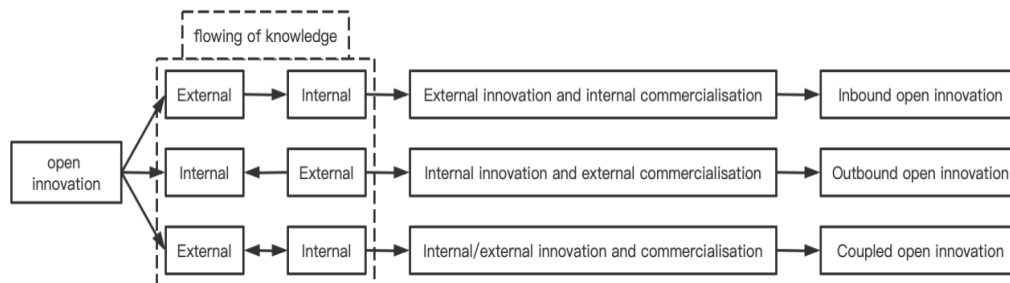 flowing of knowledge
External
Internal
External innovation and internal commercialisation
Inbound open innovation
open
innovation
Internal
External
Internal innovation and external commercialisation
Outbound open innovation
External
Internal
Internal/external innovation and commercialisation
Coupled open innovation